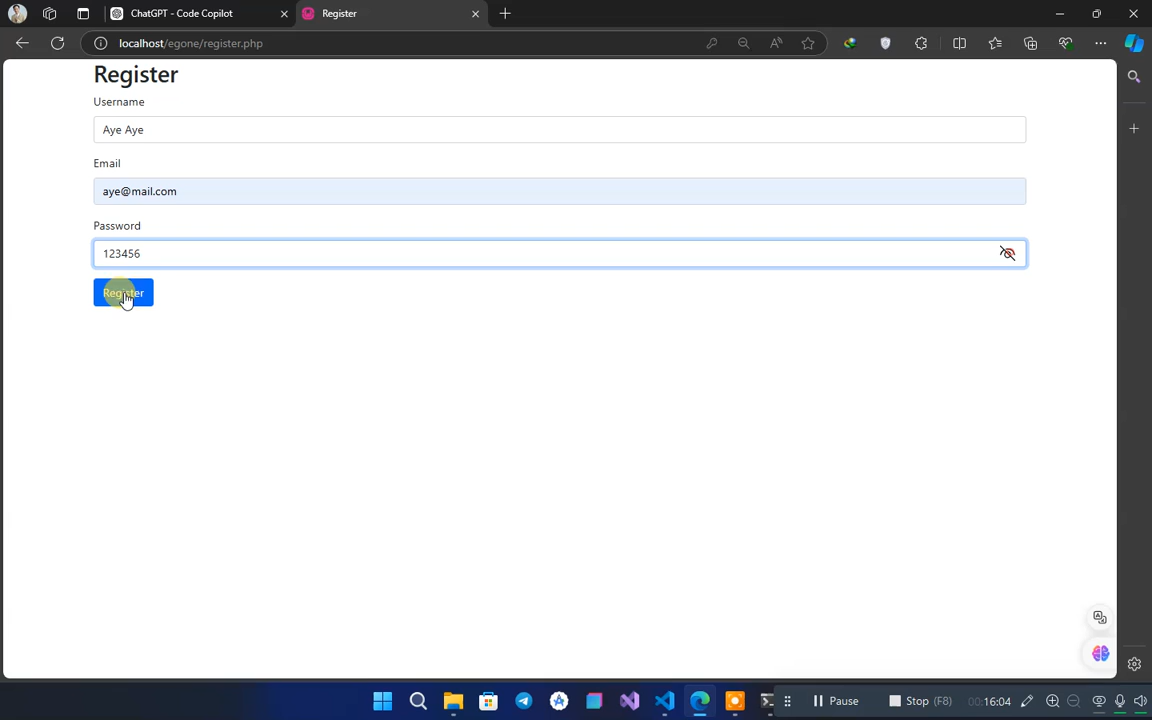 ChatGPT - Code Copilot
Register
localhost/egone/register.php
Register
Username
Aye Aye
Email
aye@mail.com
Password
123456
Register
Pause
Stop (F8)
00:16:04